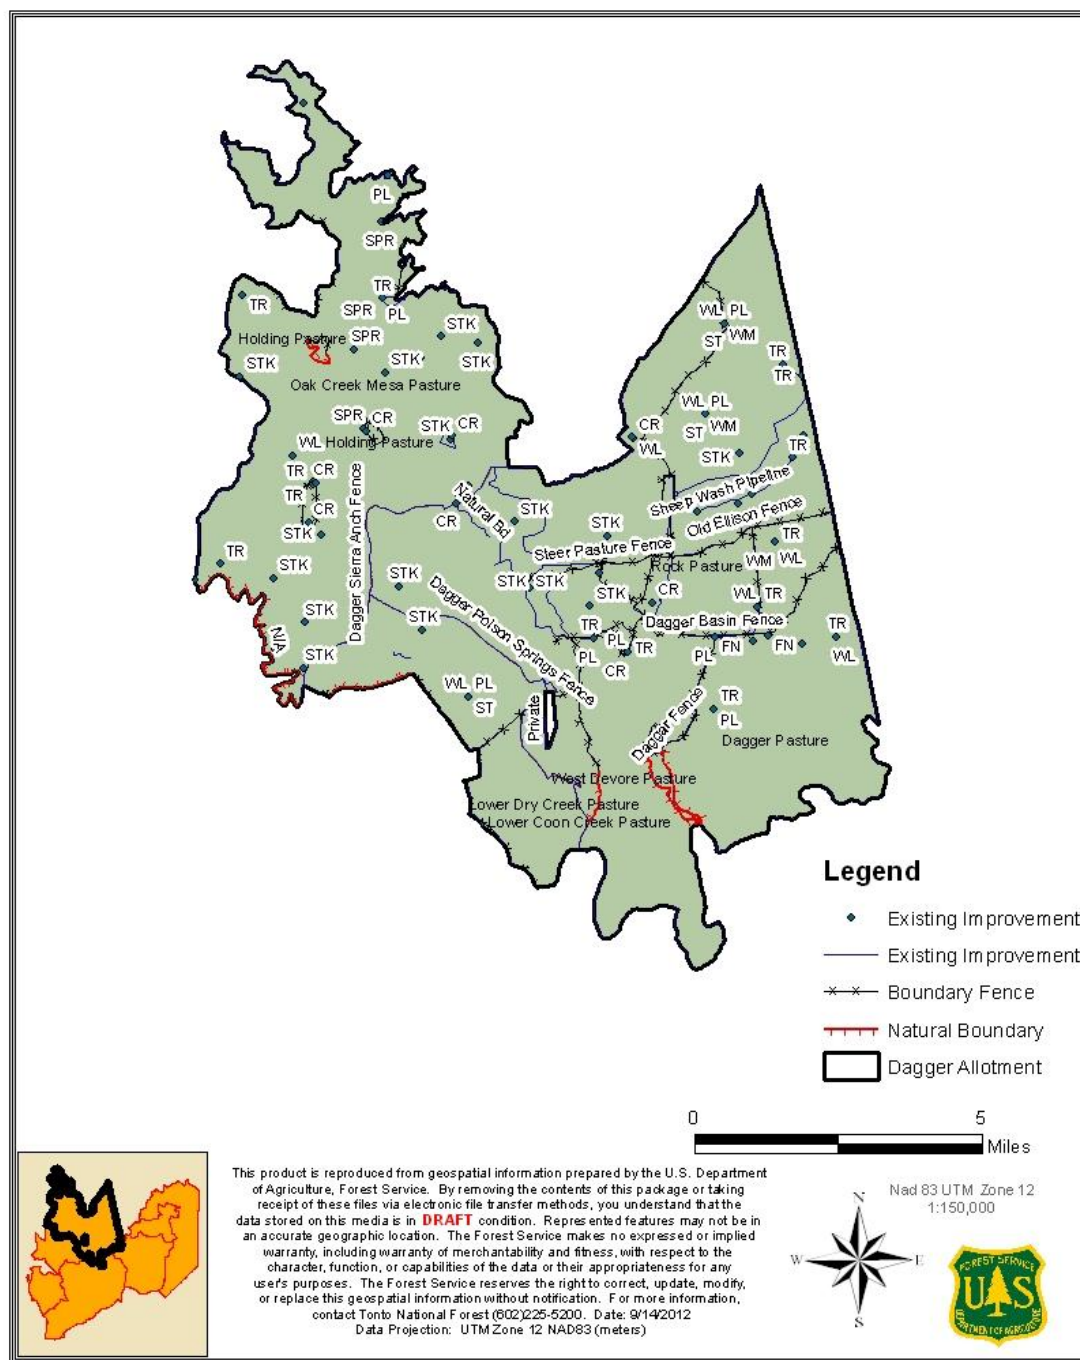 PL
SPR
TR
TR
SPR
PL
STK
WL PL
Holding Pasture
SPR
ST
WM
STK
STK
STK
TR
TR
Oak Creek Mesa Pasture
SPR
CR
STK
CR
WL PL
ST
WM
CR
WL
Holding Pasture
WL
TR
CR
STK
TR
TR
CR
STK
Dagger Sierra Anch Fence
Natural Bd
CR
STK
STK
Sheep Wash Pipeline
Old Ellison Fence
Steer Pasture Fence
Rock Pasture
TR
WM
WL
TR
STK
STK
STK
STK
STK
CR
WL
TR
Dagger Basin Fence
STK
STK
N/A
STK
Dagger Polson Springs Fence
TR
PL
PL
TR
CR
PL
FN
FN
TR
WL
WL PL
ST
Private
Daggar Fence
TR
PL
Dagger Pasture
West Devore Pasture
Lower Dry Creek Pasture
Lower Coon Creek Pasture
Legend
Existing Improvement
Existing Improvement
Boundary Fence
Natural Boundary
Dagger Allotment
0 5
Miles
This product is reproduced from geospatial information prepared by the U.S. Department
of Agriculture, Forest Service. By removing the contents of this package or taking
receipt of these files via electronic file transfer methods, you understand that the
data stored on this media is in DRAFT condition. Represented features may not be in
an accurate geographic location. The Forest Service makes no expressed or implied
warranty, including warranty of merchantability and fitness, with respect to the
character, function, or capabilities of the data or their appropriateness for any
user's purposes. The Forest Service reserves the right to correct, update, modify,
or replace this geospatial information without notification. For more information,
contact Tonto National Forest (602)225-5200. Date: 9/14/2012
Data Projection: UTM Zone 12 NAD83 (meters)
Nad 83 UTM Zone 12
1:150,000
N
W E
S
FOREST SERVICE
U S
DEPARTMENT OF AGRICULTURE